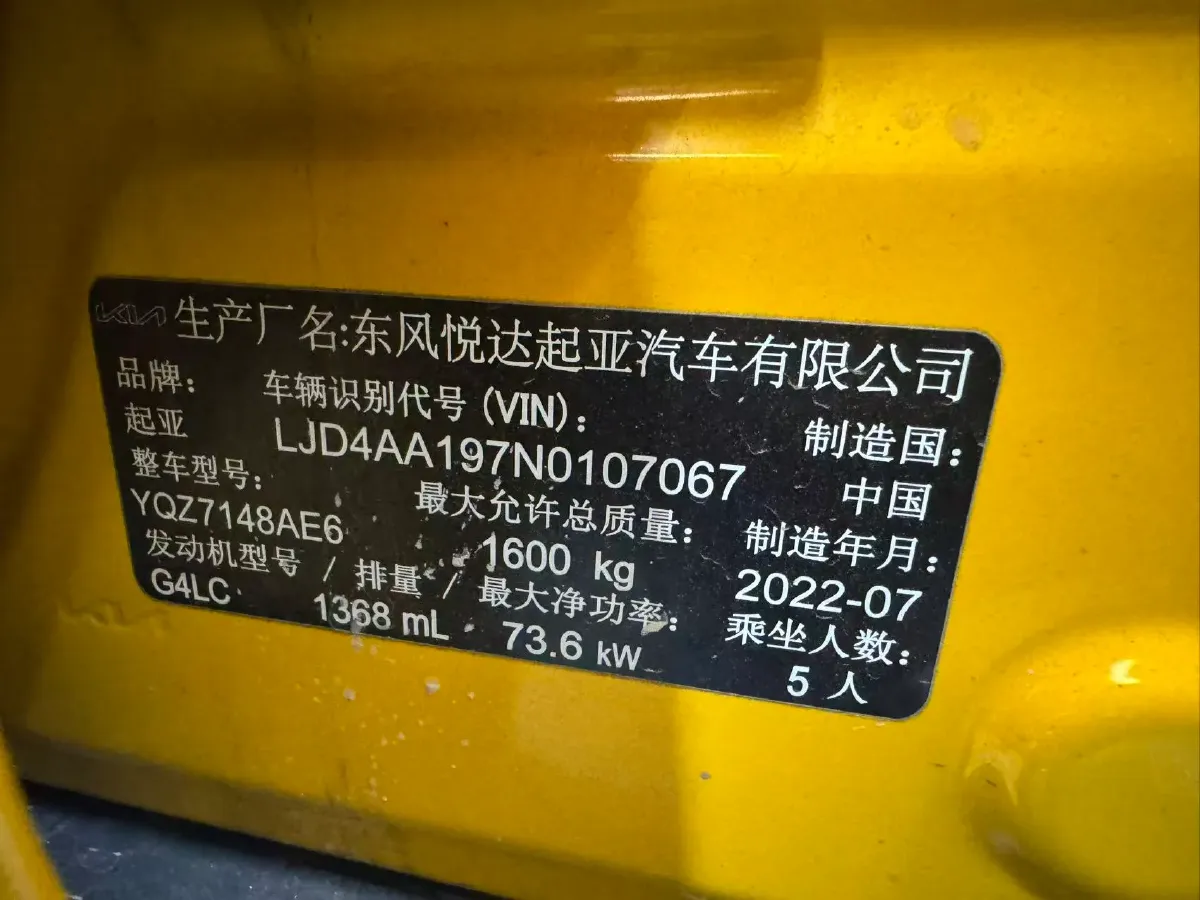 KIA 生产厂名:东风悦达起亚汽车有限公司
品牌: 车辆识别代号 (VIN): 制造国:
起亚 LJD4AA197N0107067 中国
整车型号: 最大允许总质量: 制造年月:
YQZ7148AE6 1600 kg 2022-07
发动机型号 / 排量 / 最大净功率: 乘坐人数:
G4LC 1368 mL 73.6 kW 5 人